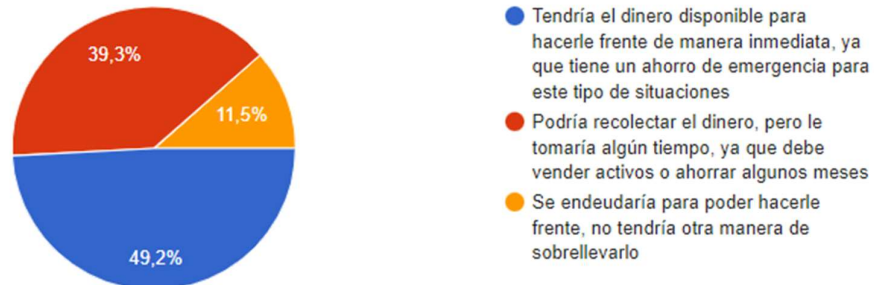 39,3%
11,5%
49,2%
Tendría el dinero disponible para
hacerle frente de manera inmediata, ya
que tiene un ahorro de emergencia para
este tipo de situaciones
Podría recolectar el dinero, pero le
tomaría algún tiempo, ya que debe
vender activos o ahorrar algunos meses
Se endeudaría para poder hacerle
frente, no tendría otra manera de
sobrellevarlo